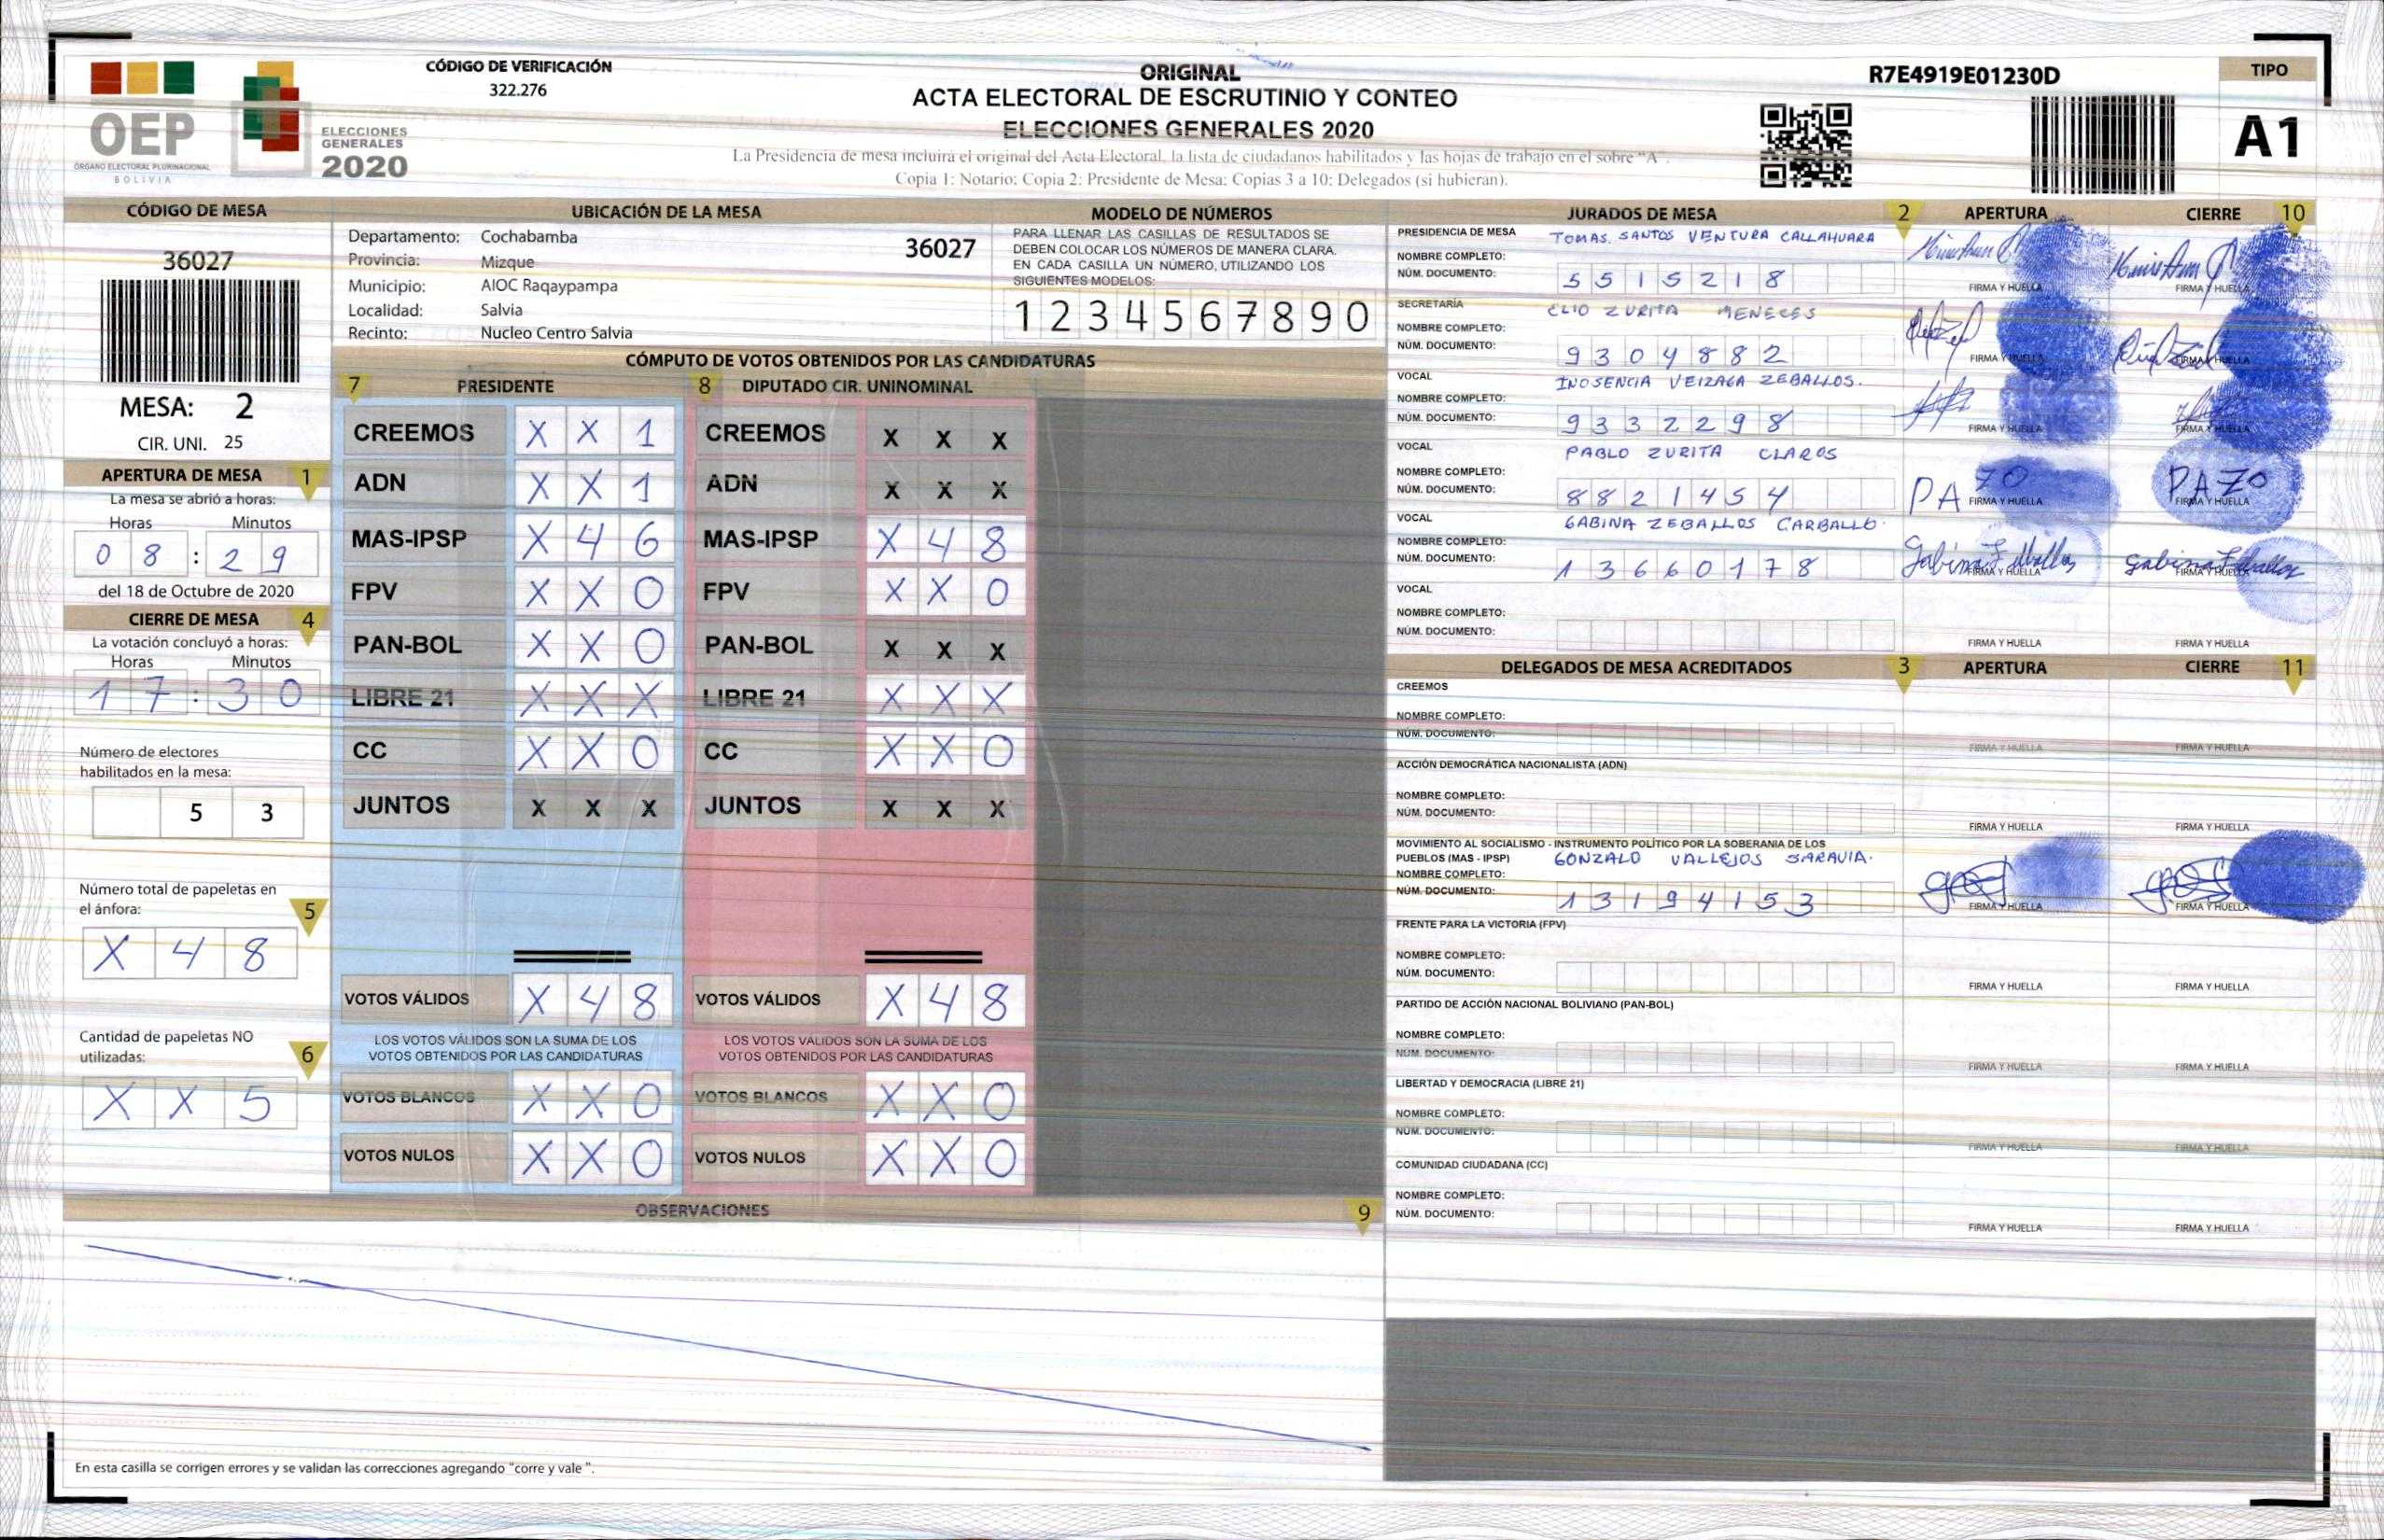 OEP
ÓRGANO ELECTORAL PLURINACIONAL
BOLIVIA
ELECCIONES
GENERALES
2020
CÓDIGO DE VERIFICACIÓN
322.276
ORIGINAL
ACTA ELECTORAL DE ESCRUTINIO Y CONTEO
ELECCIONES GENERALES 2020
La Presidencia de mesa incluirá el original del Acta Electoral, la lista de ciudadanos habilitados y las hojas de trabajo en el sobre "A".
Copia 1: Notario; Copia 2: Presidente de Mesa; Copias 3 a 10: Delegados (si hubieran).
R7E4919E01230D
TIPO
A1
CÓDIGO DE MESA
36027
MESA: 2
CIR. UNI. 25
APERTURA DE MESA 1
La mesa se abrió a horas:
Horas Minutos
0 8 : 2 9
del 18 de Octubre de 2020
CIERRE DE MESA 4
La votación concluyó a horas:
Horas Minutos
1 7 : 3 0
Número de electores
habilitados en la mesa:
5 3
Número total de papeletas en
el ánfora: 5
X 4 8
Cantidad de papeletas NO
utilizadas: 6
X X 5
UBICACIÓN DE LA MESA
Departamento: Cochabamba 36027
Provincia: Mizque
Municipio: AIOC Raqaypampa
Localidad: Salvia
Recinto: Nucleo Centro Salvia
MODELO DE NÚMEROS
PARA LLENAR LAS CASILLAS DE RESULTADOS SE
DEBEN COLOCAR LOS NÚMEROS DE MANERA CLARA.
EN CADA CASILLA UN NÚMERO, UTILIZANDO LOS
SIGUIENTES MODELOS:
1 2 3 4 5 6 7 8 9 0
CÓMPUTO DE VOTOS OBTENIDOS POR LAS CANDIDATURAS
7 PRESIDENTE 8 DIPUTADO CIR. UNINOMINAL
CREEMOS X X 1 CREEMOS X X X
ADN X X 1 ADN X X X
MAS-IPSP X 4 6 MAS-IPSP X 4 8
FPV X X 0 FPV X X 0
PAN-BOL X X 0 PAN-BOL X X X
LIBRE 21 X X X LIBRE 21 X X X
CC X X 0 CC X X 0
JUNTOS X X X JUNTOS X X X
VOTOS VÁLIDOS X 4 8 VOTOS VÁLIDOS X 4 8
LOS VOTOS VÁLIDOS SON LA SUMA DE LOS LOS VOTOS VÁLIDOS SON LA SUMA DE LOS
VOTOS OBTENIDOS POR LAS CANDIDATURAS VOTOS OBTENIDOS POR LAS CANDIDATURAS
VOTOS BLANCOS X X 0 VOTOS BLANCOS X X 0
VOTOS NULOS X X 0 VOTOS NULOS X X 0
OBSERVACIONES 9
En esta casilla se corrigen errores y se validan las correcciones agregando "corre y vale ".
JURADOS DE MESA 2 APERTURA CIERRE 10
PRESIDENCIA DE MESA TOMAS. SANTOS VENTURA CALLAHUARA
NOMBRE COMPLETO:
NÚM. DOCUMENTO: 5 5 1 5 2 1 8 FIRMA Y HUELLA FIRMA Y HUELLA
SECRETARÍA CLIO ZURITA MENECES
NOMBRE COMPLETO:
NÚM. DOCUMENTO: 9 3 0 4 8 8 2 FIRMA Y HUELLA FIRMA Y HUELLA
VOCAL INOSENCIA VEIZAGA ZEBALLOS.
NOMBRE COMPLETO:
NÚM. DOCUMENTO: 9 3 3 2 2 9 8 FIRMA Y HUELLA FIRMA Y HUELLA
VOCAL PABLO ZURITA CLAROS
NOMBRE COMPLETO:
NÚM. DOCUMENTO: 8 8 2 1 4 5 4 PA ZO FIRMA Y HUELLA PAZO FIRMA Y HUELLA
VOCAL GABINA ZEBALLOS CARBALLO.
NOMBRE COMPLETO:
NÚM. DOCUMENTO: 1 3 6 6 0 1 7 8 FIRMA Y HUELLA FIRMA Y HUELLA
VOCAL
NOMBRE COMPLETO:
NÚM. DOCUMENTO: FIRMA Y HUELLA FIRMA Y HUELLA
DELEGADOS DE MESA ACREDITADOS 3 APERTURA CIERRE 11
CREEMOS
NOMBRE COMPLETO:
NÚM. DOCUMENTO: FIRMA Y HUELLA FIRMA Y HUELLA
ACCIÓN DEMOCRÁTICA NACIONALISTA (ADN)
NOMBRE COMPLETO:
NÚM. DOCUMENTO: FIRMA Y HUELLA FIRMA Y HUELLA
MOVIMIENTO AL SOCIALISMO - INSTRUMENTO POLÍTICO POR LA SOBERANIA DE LOS
PUEBLOS (MAS - IPSP) GONZALO VALLEJOS SARAVIA.
NOMBRE COMPLETO:
NÚM. DOCUMENTO: 1 3 1 9 4 1 5 3 FIRMA Y HUELLA FIRMA Y HUELLA
FRENTE PARA LA VICTORIA (FPV)
NOMBRE COMPLETO:
NÚM. DOCUMENTO: FIRMA Y HUELLA FIRMA Y HUELLA
PARTIDO DE ACCIÓN NACIONAL BOLIVIANO (PAN-BOL)
NOMBRE COMPLETO:
NÚM. DOCUMENTO: FIRMA Y HUELLA FIRMA Y HUELLA
LIBERTAD Y DEMOCRACIA (LIBRE 21)
NOMBRE COMPLETO:
NÚM. DOCUMENTO: FIRMA Y HUELLA FIRMA Y HUELLA
COMUNIDAD CIUDADANA (CC)
NOMBRE COMPLETO:
NÚM. DOCUMENTO: FIRMA Y HUELLA FIRMA Y HUELLA